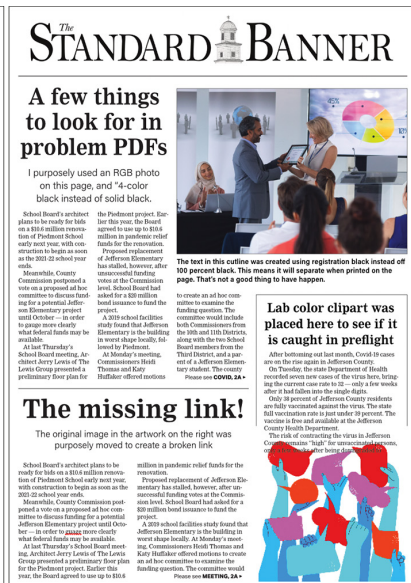 The
STANDARD BANNER
A few things
to look for in
problem PDFs
I purposely used an RGB photo
on this page, and "4-color
black instead of solid black.
School Board's architect
plans to be ready for bids
on a $10.6 million renova-
tion of Piedmont School
early next year, with con-
struction to begin as soon
as the 2021-22 school year
ends.
Meanwhile, County
Commission postponed a
vote on a proposed ad hoc
committee to discuss fund-
ing for a potential Jeffer-
son Elementary project
until October — in order
to gauge more clearly
what federal funds may be
available.
At last Thursday's
School Board meeting, Ar-
chitect Jerry Lewis of The
Lewis Group presented a
preliminary floor plan for
the Piedmont project. Ear-
lier this year, the Board
agreed to use up to $10.6
million in pandemic relief
funds for the renovation.
Proposed replacement
of Jefferson Elementary
has stalled, however, after
unsuccessful funding
votes at the Commission
level. School Board had
asked for a $20 million
bond issuance to fund the
project.
A 2019 school facilities
study found that Jefferson
Elementary is the building
in worst shape locally, fol-
lowed by Piedmont.
At Monday's meeting,
Commissioners Heidi
Thomas and Katy
Huffaker offered motions
45%
The text in this cutline was created using registration black instead off
100 percent black. This means it will separate when printed on the
page. That's not a good thing to have happen.
to create an ad hoc com-
mittee to examine the
funding question. The
committee would include
both Commissioners from
the 10th and 11th Districts,
along with the two School
Board members from the
Third District, and a par-
ent of a Jefferson Elemen-
tary student. The county
Please see COVID, 2A ►
Lab color clipart was
placed here to see if it
is caught in preflight
After bottoming out last month, Covid-19 cases
are on the rise again in Jefferson County.
On Tuesday, the state Department of Health
recorded seven new cases of the virus here, bring-
ing the current case rate to 32 — only a few weeks
after it had fallen into the single digits.
Only 38 percent of Jefferson County residents
are fully vaccinated against the virus. The state
full vaccination rate is just under 39 percent. The
vaccine is free and available at the Jefferson
County Health Department.
The risk of contracting the virus in Jefferson
County remains "high" for unvaccinated persons,
only weeks after being
The missing link!
The original image in the artwork on the right was
purposely moved to create a broken link
School Board's architect plans to be
ready for bids on a $10.6 million renova-
tion of Piedmont School early next year,
with construction to begin as soon as the
2021-22 school year ends.
Meanwhile, County Commission post-
poned a vote on a proposed ad hoc com-
mittee to discuss funding for a potential
Jefferson Elementary project until Octo-
ber — in order to guage more clearly
what federal funds may be available.
At last Thursday's School Board meet-
ing, Architect Jerry Lewis of The Lewis
Group presented a preliminary floor plan
for the Piedmont project. Earlier this
year, the Board agreed to use up to $10.6
million in pandemic relief funds for the
renovation.
Proposed replacement of Jefferson Ele-
mentary has stalled, however, after un-
successful funding votes at the Commis-
sion level. School Board had asked for a
$20 million bond issuance to fund the
project.
A 2019 school facilities study found
that Jefferson Elementary is the building
in worst shape locally. At Monday's meet-
ing, Commissioners Heidi Thomas and
Katy Huffaker offered motions to create
an ad hoc committee to examine the
funding question. The committee would
Please see MEETING, 2A ►